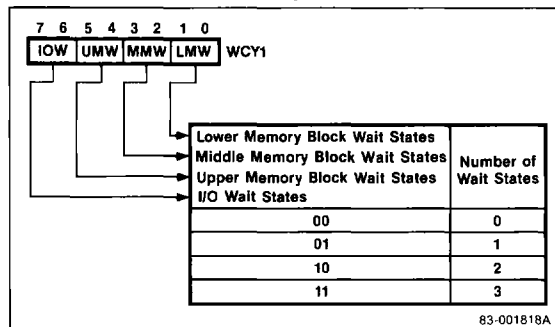 7 6 5 4 3 2 1 0
IOW UMW MMW LMW WCY1
Lower Memory Block Wait States
Middle Memory Block Wait States
Upper Memory Block Wait States
I/O Wait States
Number of
Wait States
00 0
01 1
10 2
11 3
83-001818A